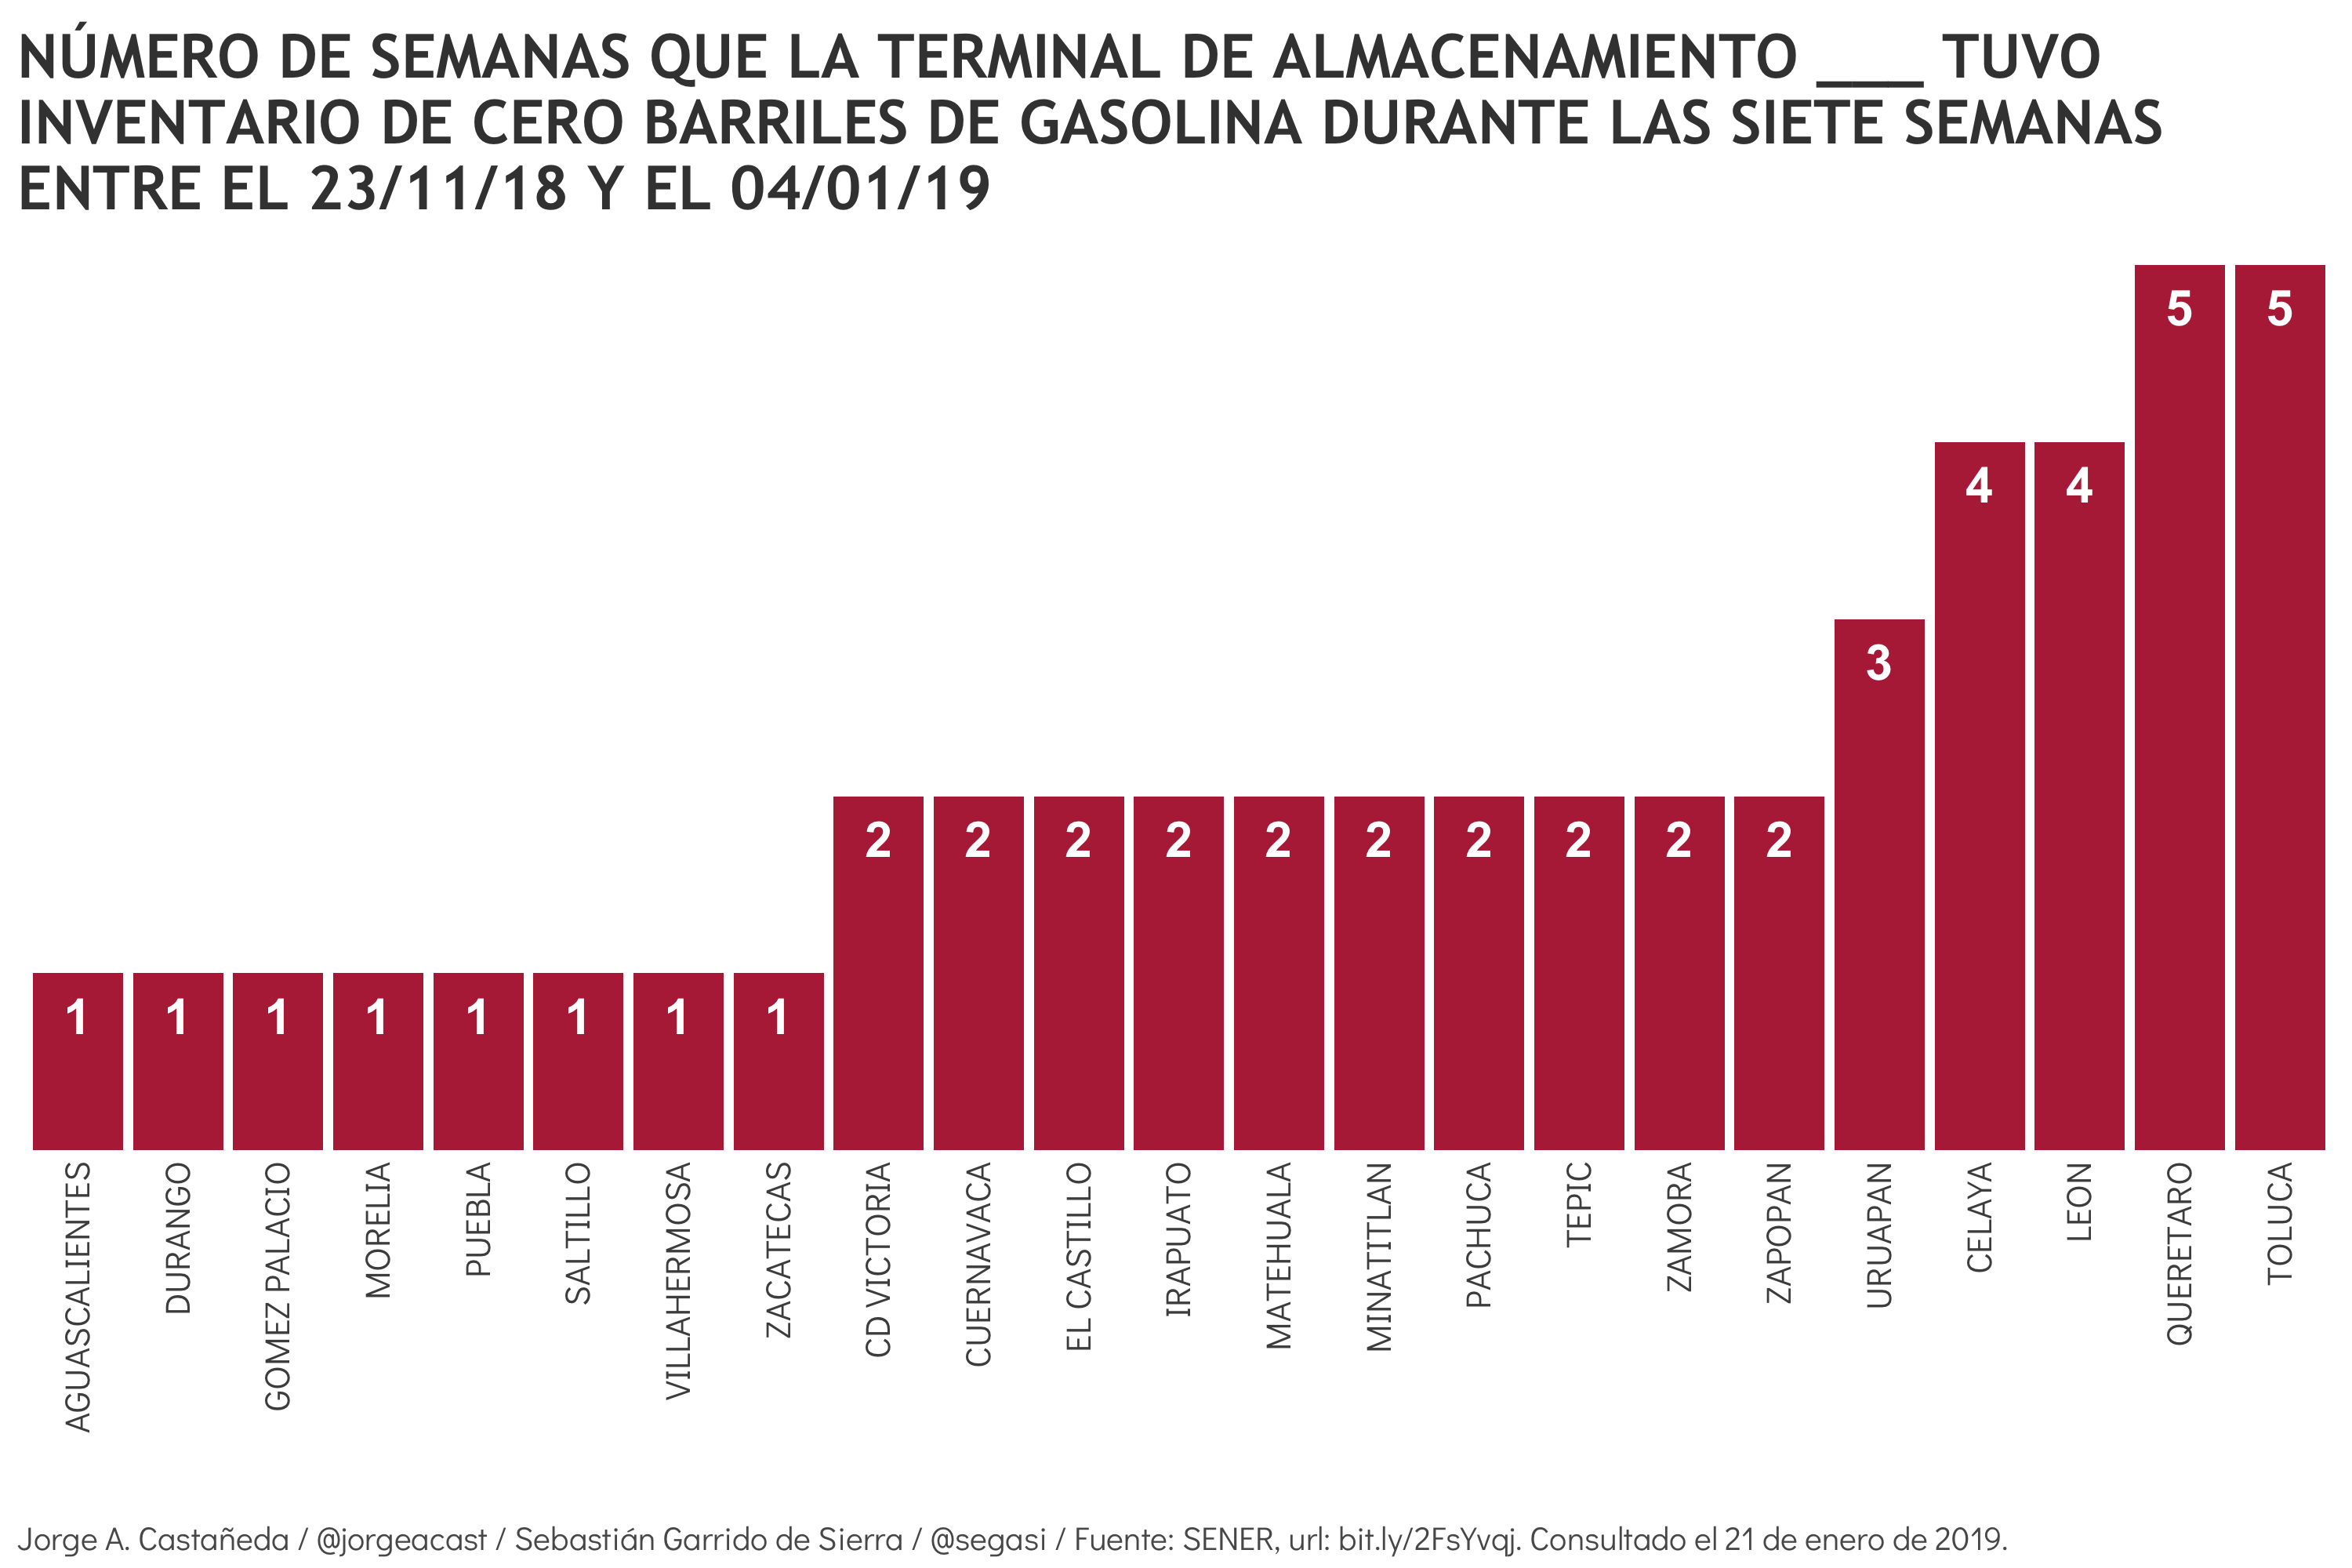 NÚMERO DE SEMANAS QUE LA TERMINAL DE ALMACENAMIENTO ___ TUVO
INVENTARIO DE CERO BARRILES DE GASOLINA DURANTE LAS SIETE SEMANAS
ENTRE EL 23/11/18 Y EL 04/01/19
5 5
4 4
3
2 2 2 2 2 2 2 2 2 2
1 1 1 1 1 1 1 1
AGUASCALIENTES
DURANGO
GOMEZ PALACIO
MORELIA
PUEBLA
SALTILLO
VILLAHERMOSA
ZACATECAS
CD VICTORIA
CUERNAVACA
EL CASTILLO
IRAPUATO
MATEHUALA
MINATITLAN
PACHUCA
TEPIC
ZAMORA
ZAPOPAN
URUAPAN
CELAYA
LEON
QUERETARO
TOLUCA
Jorge A. Castañeda / @jorgeacast / Sebastián Garrido de Sierra / @segasi / Fuente: SENER, url: bit.ly/2FsYvqj. Consultado el 21 de enero de 2019.